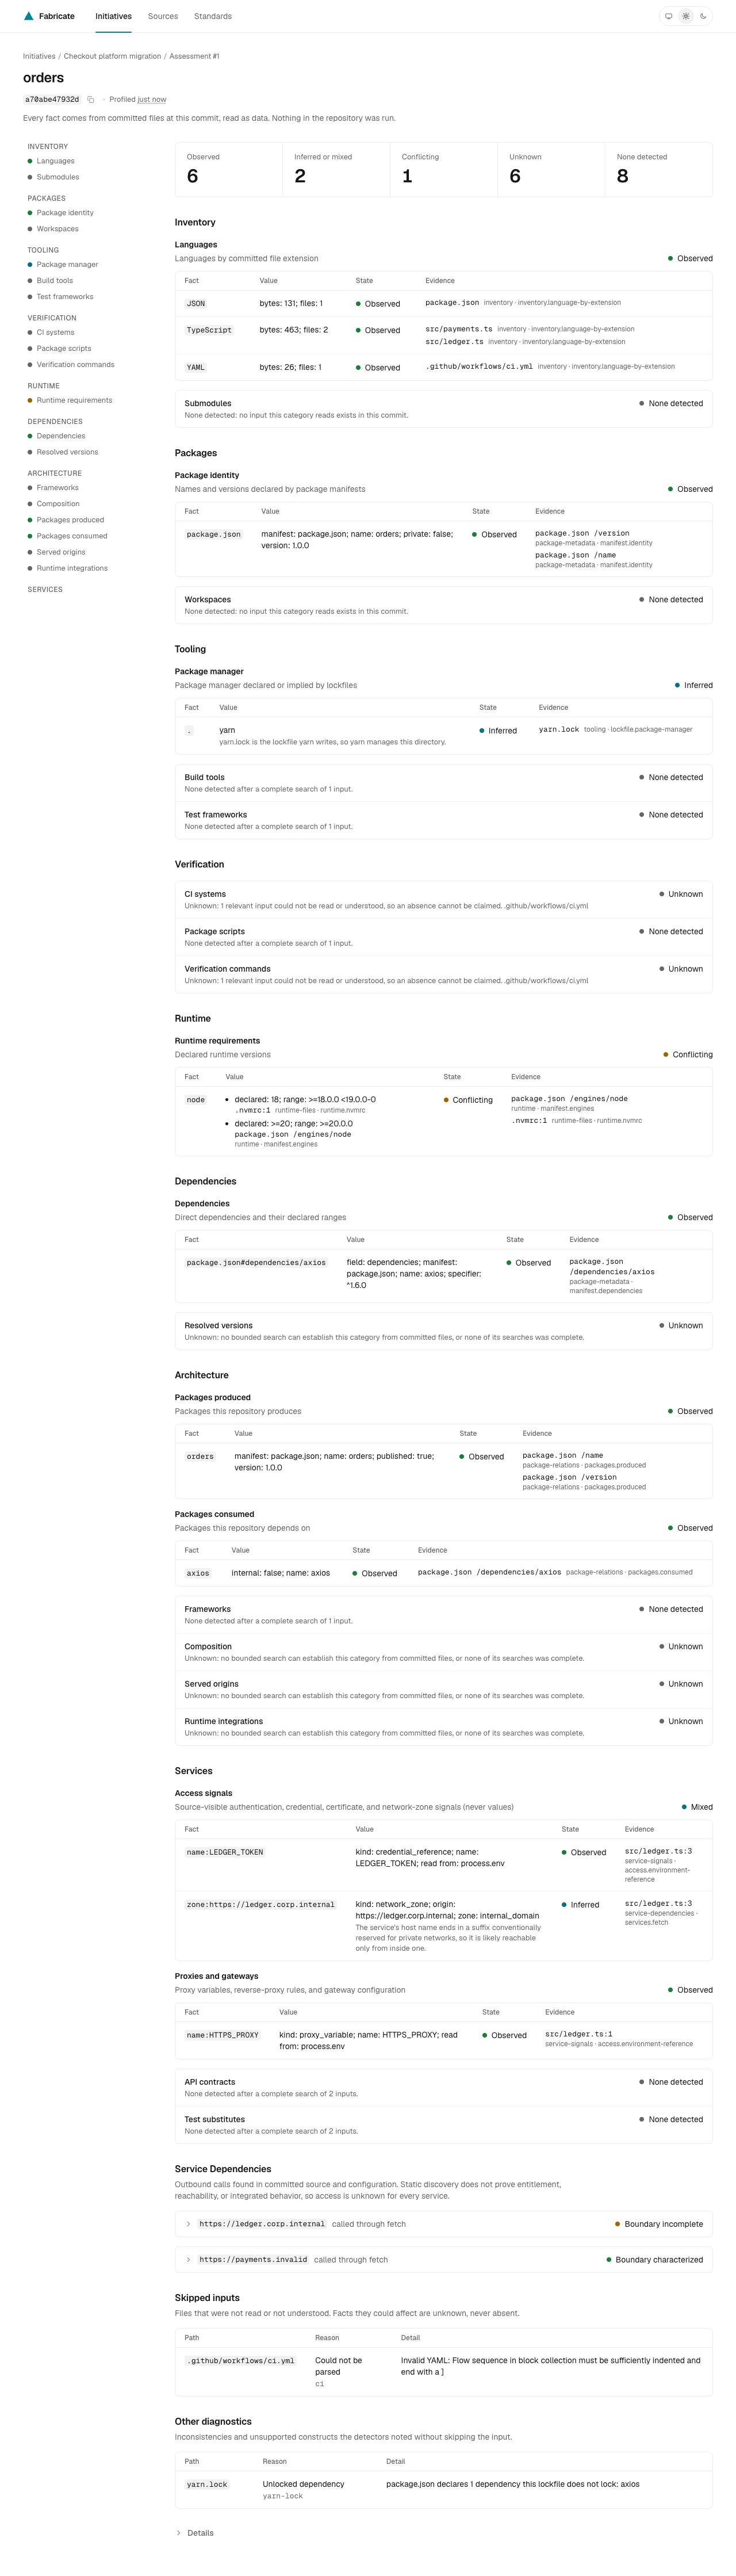 Fabricate
Initiatives
Sources
Standards
Initiatives / Checkout platform migration / Assessment #1
orders
a70abe47932d · Profiled just now
Every fact comes from committed files at this commit, read as data. Nothing in the repository was run.
INVENTORY
Languages
Submodules
PACKAGES
Package identity
Workspaces
TOOLING
Package manager
Build tools
Test frameworks
VERIFICATION
CI systems
Package scripts
Verification commands
RUNTIME
Runtime requirements
DEPENDENCIES
Dependencies
Resolved versions
ARCHITECTURE
Frameworks
Composition
Packages produced
Packages consumed
Served origins
Runtime integrations
SERVICES
Observed
6
Inferred or mixed
2
Conflicting
1
Unknown
6
None detected
8
Inventory
Languages
Languages by committed file extension
Observed
Fact Value State Evidence
JSON bytes: 131; files: 1 Observed package.json inventory · inventory.language-by-extension
TypeScript bytes: 463; files: 2 Observed src/payments.ts inventory · inventory.language-by-extension
src/ledger.ts inventory · inventory.language-by-extension
YAML bytes: 26; files: 1 Observed .github/workflows/ci.yml inventory · inventory.language-by-extension
Submodules None detected
None detected: no input this category reads exists in this commit.
Packages
Package identity
Names and versions declared by package manifests
Observed
Fact Value State Evidence
package.json manifest: package.json; name: orders; private: false; Observed package.json /version
version: 1.0.0 package-metadata · manifest.identity
package.json /name
package-metadata · manifest.identity
Workspaces None detected
None detected: no input this category reads exists in this commit.
Tooling
Package manager
Package manager declared or implied by lockfiles
Inferred
Fact Value State Evidence
. yarn Inferred yarn.lock tooling · lockfile.package-manager
yarn.lock is the lockfile yarn writes, so yarn manages this directory.
Build tools None detected
None detected after a complete search of 1 input.
Test frameworks None detected
None detected after a complete search of 1 input.
Verification
CI systems Unknown
Unknown: 1 relevant input could not be read or understood, so an absence cannot be claimed. .github/workflows/ci.yml
Package scripts None detected
None detected after a complete search of 1 input.
Verification commands Unknown
Unknown: 1 relevant input could not be read or understood, so an absence cannot be claimed. .github/workflows/ci.yml
Runtime
Runtime requirements
Declared runtime versions
Conflicting
Fact Value State Evidence
node • declared: 18; range: >=18.0.0 <19.0.0-0 Conflicting package.json /engines/node
.nvmrc:1 runtime-files · runtime.nvmrc runtime · manifest.engines
• declared: >=20; range: >=20.0.0 .nvmrc:1 runtime-files · runtime.nvmrc
package.json /engines/node
runtime · manifest.engines
Dependencies
Dependencies
Direct dependencies and their declared ranges
Observed
Fact Value State Evidence
package.json#dependencies/axios field: dependencies; manifest: Observed package.json
package.json; name: axios; specifier: /dependencies/axios
^1.6.0 package-metadata ·
manifest.dependencies
Resolved versions Unknown
Unknown: no bounded search can establish this category from committed files, or none of its searches was complete.
Architecture
Packages produced
Packages this repository produces
Observed
Fact Value State Evidence
orders manifest: package.json; name: orders; published: true; Observed package.json /name
version: 1.0.0 package-relations · packages.produced
package.json /version
package-relations · packages.produced
Packages consumed
Packages this repository depends on
Observed
Fact Value State Evidence
axios internal: false; name: axios Observed package.json /dependencies/axios package-relations · packages.consumed
Frameworks None detected
None detected after a complete search of 1 input.
Composition Unknown
Unknown: no bounded search can establish this category from committed files, or none of its searches was complete.
Served origins Unknown
Unknown: no bounded search can establish this category from committed files, or none of its searches was complete.
Runtime integrations Unknown
Unknown: no bounded search can establish this category from committed files, or none of its searches was complete.
Services
Access signals
Source-visible authentication, credential, certificate, and network-zone signals (never values)
Mixed
Fact Value State Evidence
name:LEDGER_TOKEN kind: credential_reference; name: Observed src/ledger.ts:3
LEDGER_TOKEN; read from: process.env service-signals ·
access.environment-
reference
zone:https://ledger.corp.internal kind: network_zone; origin: Inferred src/ledger.ts:3
https://ledger.corp.internal; zone: internal_domain service-dependencies ·
The service's host name ends in a suffix conventionally services.fetch
reserved for private networks, so it is likely reachable
only from inside one.
Proxies and gateways
Proxy variables, reverse-proxy rules, and gateway configuration
Observed
Fact Value State Evidence
name:HTTPS_PROXY kind: proxy_variable; name: HTTPS_PROXY; read Observed src/ledger.ts:1
from: process.env service-signals · access.environment-reference
API contracts None detected
None detected after a complete search of 2 inputs.
Test substitutes None detected
None detected after a complete search of 2 inputs.
Service Dependencies
Outbound calls found in committed source and configuration. Static discovery does not prove entitlement,
reachability, or integrated behavior, so access is unknown for every service.
https://ledger.corp.internal called through fetch Boundary incomplete
https://payments.invalid called through fetch Boundary characterized
Skipped inputs
Files that were not read or not understood. Facts they could affect are unknown, never absent.
Path Reason Detail
.github/workflows/ci.yml Could not be Invalid YAML: Flow sequence in block collection must be sufficiently indented and
parsed end with a ]
ci
Other diagnostics
Inconsistencies and unsupported constructs the detectors noted without skipping the input.
Path Reason Detail
yarn.lock Unlocked dependency package.json declares 1 dependency this lockfile does not lock: axios
yarn-lock
Details